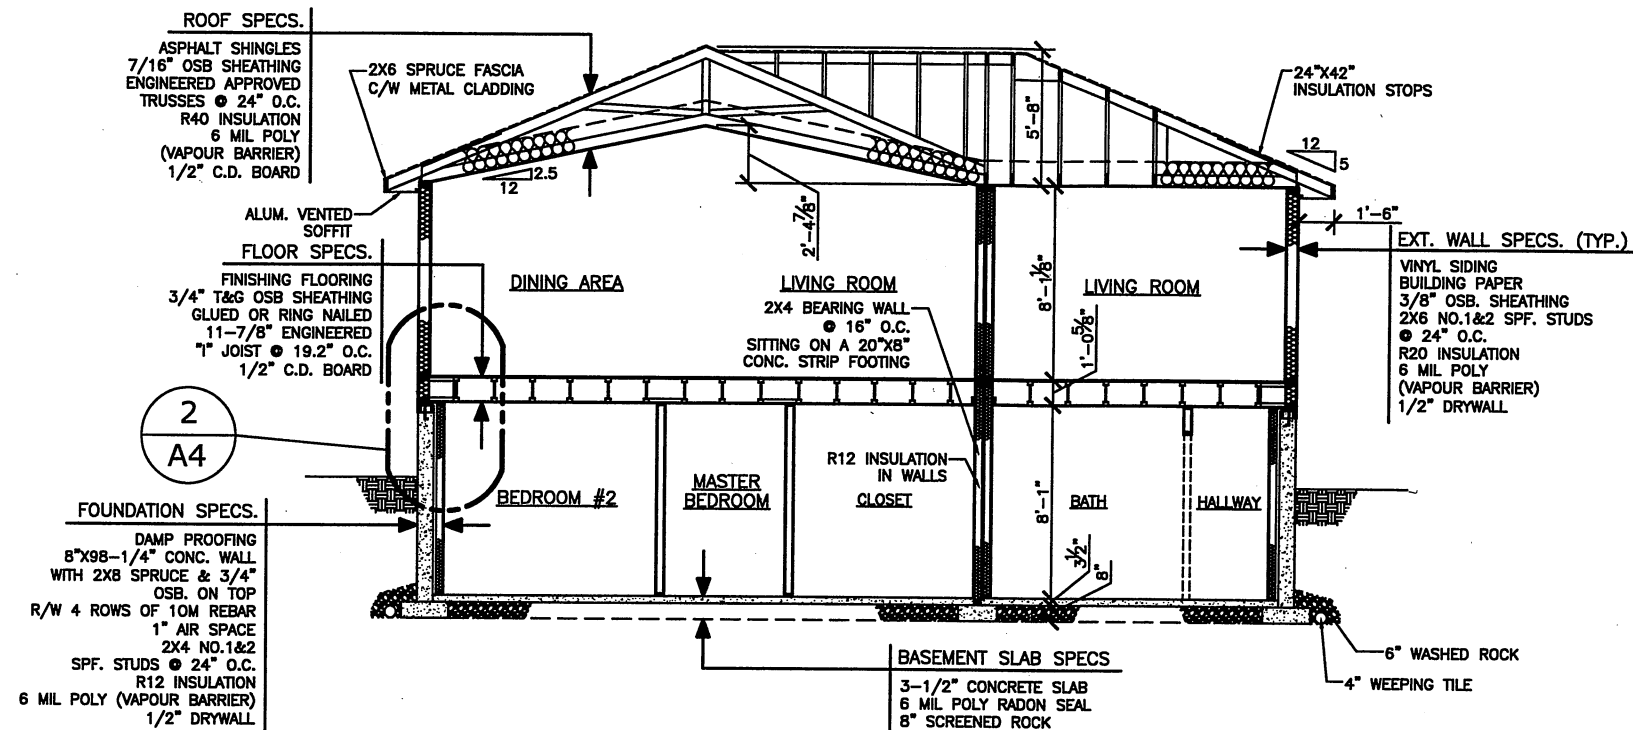 ROOF SPECS.
ASPHALT SHINGLES
7/16" OSB SHEATHING
ENGINEERED APPROVED
TRUSSES @ 24" O.C.
R40 INSULATION
6 MIL POLY
(VAPOUR BARRIER)
1/2" C.D. BOARD
2X6 SPRUCE FASCIA
C/W METAL CLADDING
24"X42"
INSULATION STOPS
5'-8"
12
5
2.5
12
2'-4 7/8"
ALUM. VENTED
SOFFIT
1'-6"
FLOOR SPECS.
FINISHING FLOORING
3/4" T&G OSB SHEATHING
GLUED OR RING NAILED
11-7/8" ENGINEERED
"I" JOIST @ 19.2" O.C.
1/2" C.D. BOARD
EXT. WALL SPECS. (TYP.)
VINYL SIDING
BUILDING PAPER
3/8" OSB. SHEATHING
2X6 NO.1&2 SPF. STUDS
@ 24" O.C.
R20 INSULATION
6 MIL POLY
(VAPOUR BARRIER)
1/2" DRYWALL
DINING AREA
LIVING ROOM
2X4 BEARING WALL
@ 16" O.C.
SITTING ON A 20"X8"
CONC. STRIP FOOTING
8'-1 1/8"
LIVING ROOM
1'-0 5/8"
2
A4
R12 INSULATION
IN WALLS
BEDROOM #2
MASTER
BEDROOM
CLOSET
8'-1"
BATH
HALLWAY
3 1/2"
8"
FOUNDATION SPECS.
DAMP PROOFING
8"X98-1/4" CONC. WALL
WITH 2X8 SPRUCE & 3/4"
OSB. ON TOP
R/W 4 ROWS OF 10M REBAR
1" AIR SPACE
2X4 NO.1&2
SPF. STUDS @ 24" O.C.
R12 INSULATION
6 MIL POLY (VAPOUR BARRIER)
1/2" DRYWALL
BASEMENT SLAB SPECS
3-1/2" CONCRETE SLAB
6 MIL POLY RADON SEAL
8" SCREENED ROCK
6" WASHED ROCK
4" WEEPING TILE